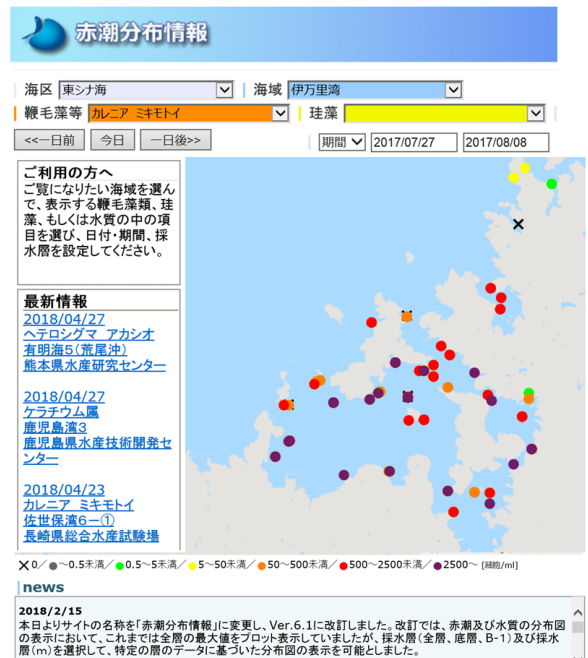 赤潮分布情報
海区 東シナ海 海域 伊万里湾
鞭毛藻等 カレニア ミキモトイ 珪藻
<<一日前 今日 一日後>> 期間 2017/07/27 2017/08/08
ご利用の方へ
ご覧になりたい海域を選ん
で、表示する鞭毛藻類、珪
藻、もしくは水質の中の項
目を選び、日付・期間、採
水層を設定してください。
最新情報
2018/04/27
ヘテロシグマ アカシオ
有明海5(荒尾沖)
熊本県水産研究センター
2018/04/27
ケラチウム属
鹿児島湾3
鹿児島県水産技術開発セ
ンター
2018/04/23
カレニア ミキモトイ
佐世保湾6-①
長崎県総合水産試験場
×0/●~0.5未満/●0.5~5未満/●5~50未満/●50~500未満/●500~2500未満/●2500~ [細胞/ml]
news
2018/2/15
本日よりサイトの名称を「赤潮分布情報」に変更し、Ver.6.1に改訂しました。改訂では、赤潮及び水質の分布図
の表示において、これまでは全層の最大値をプロット表示していましたが、採水層(全層、底層、B-1)及び採水
層(m)を選択して、特定の層のデータに基づいた分布図の表示を可能としました。